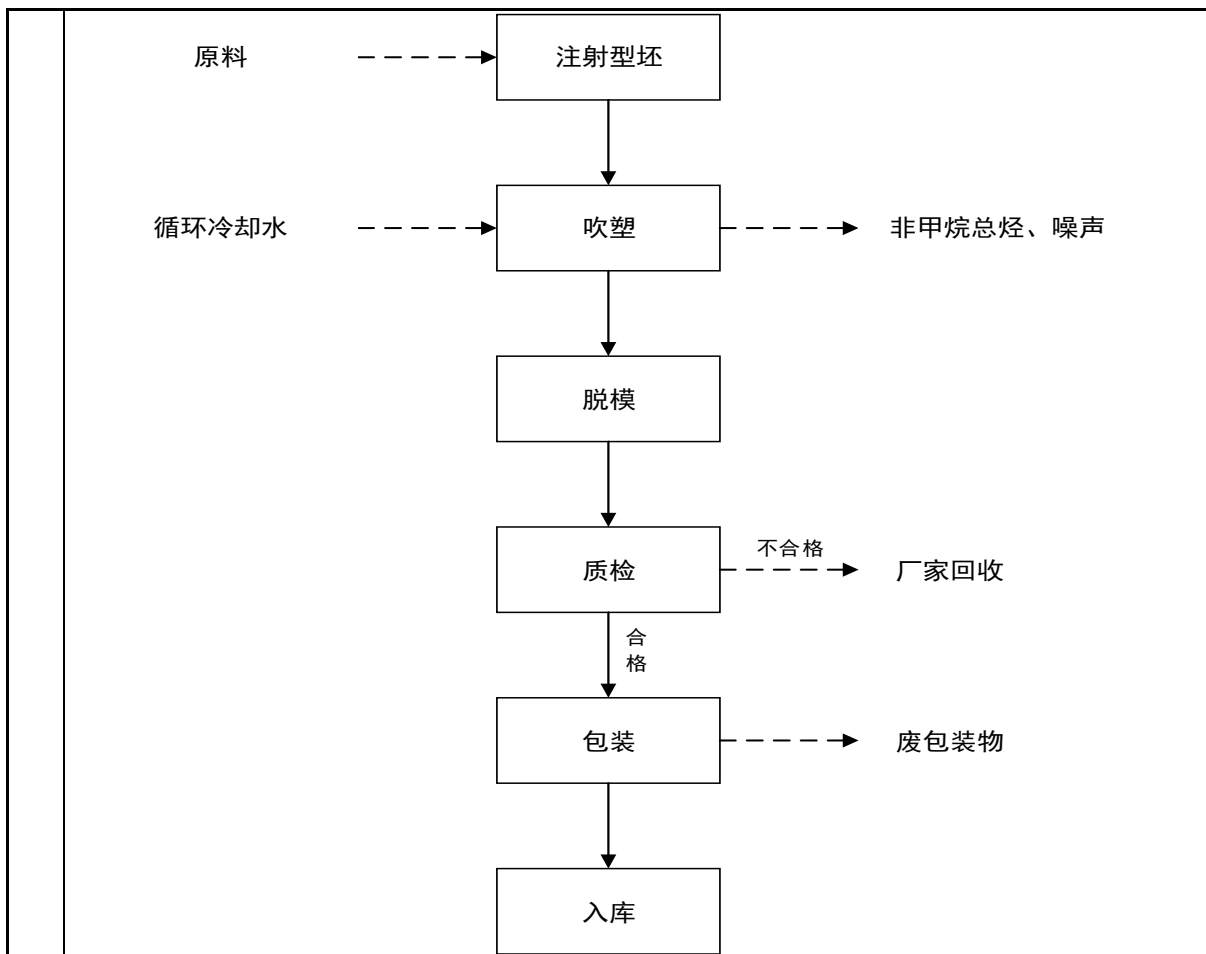 原料
注射型坯
循环冷却水
吹塑
非甲烷总烃、噪声
脱模
质检
不合格
厂家回收
合
格
包装
废包装物
入库